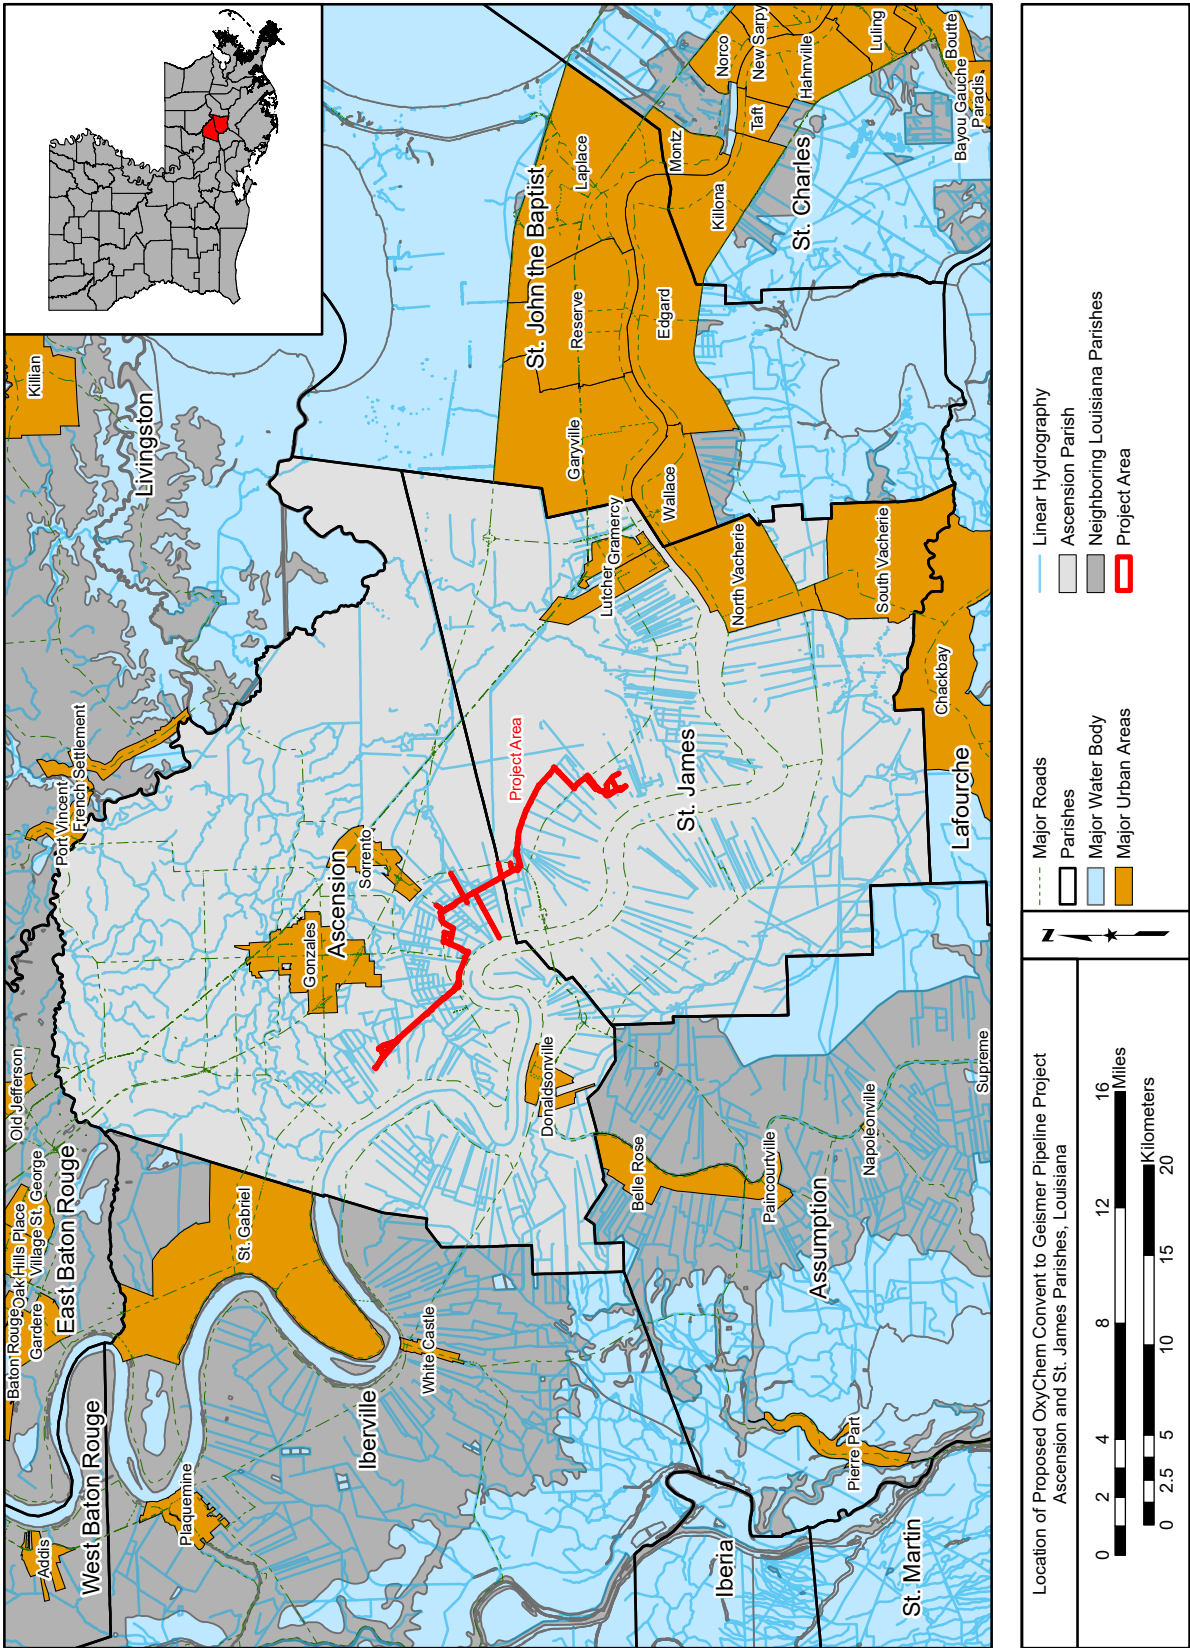 Baton Rouge
Oak Hills Place
Village St. George
Gardere
Old Jefferson
East Baton Rouge
West Baton Rouge
Addis
Plaquemine
St. Gabriel
Iberville
White Castle
Port Vincent
French Settlement
Killian
Livingston
Gonzales
Ascension
Sorrento
Project Area
St. John the Baptist
Laplace
Reserve
Garyville
Edgard
Wallace
Lutcher
Gramercy
North Vacherie
South Vacherie
Chackbay
Lafourche
St. James
Donaldsonville
Belle Rose
Paincourtville
Napoleonville
Supreme
Assumption
Pierre Part
Iberia
St. Martin
Norco
New Sarpy
Montz
Taft
Hahnville
Killona
Luling
Boutte
Paradis
Bayou Gauche
St. Charles
Location of Proposed OxyChem Convent to Geismer Pipeline Project
Ascension and St. James Parishes, Louisiana
0 2 4 8 12 16
Miles
Kilometers
0 2.5 5 10 15 20
N
Major Roads
Parishes
Major Water Body
Major Urban Areas
Linear Hydrography
Ascension Parish
Neighboring Louisiana Parishes
Project Area